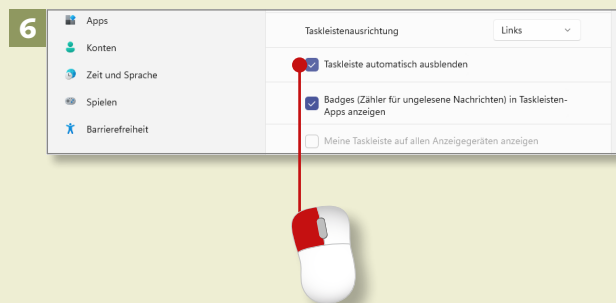 6
Apps
Konten
Zeit und Sprache
Spielen
Barrierefreiheit
Taskleistenausrichtung
Links
Taskleiste automatisch ausblenden
Badges (Zähler für ungelesene Nachrichten) in Taskleisten-
Apps anzeigen
Meine Taskleiste auf allen Anzeigegeräten anzeigen